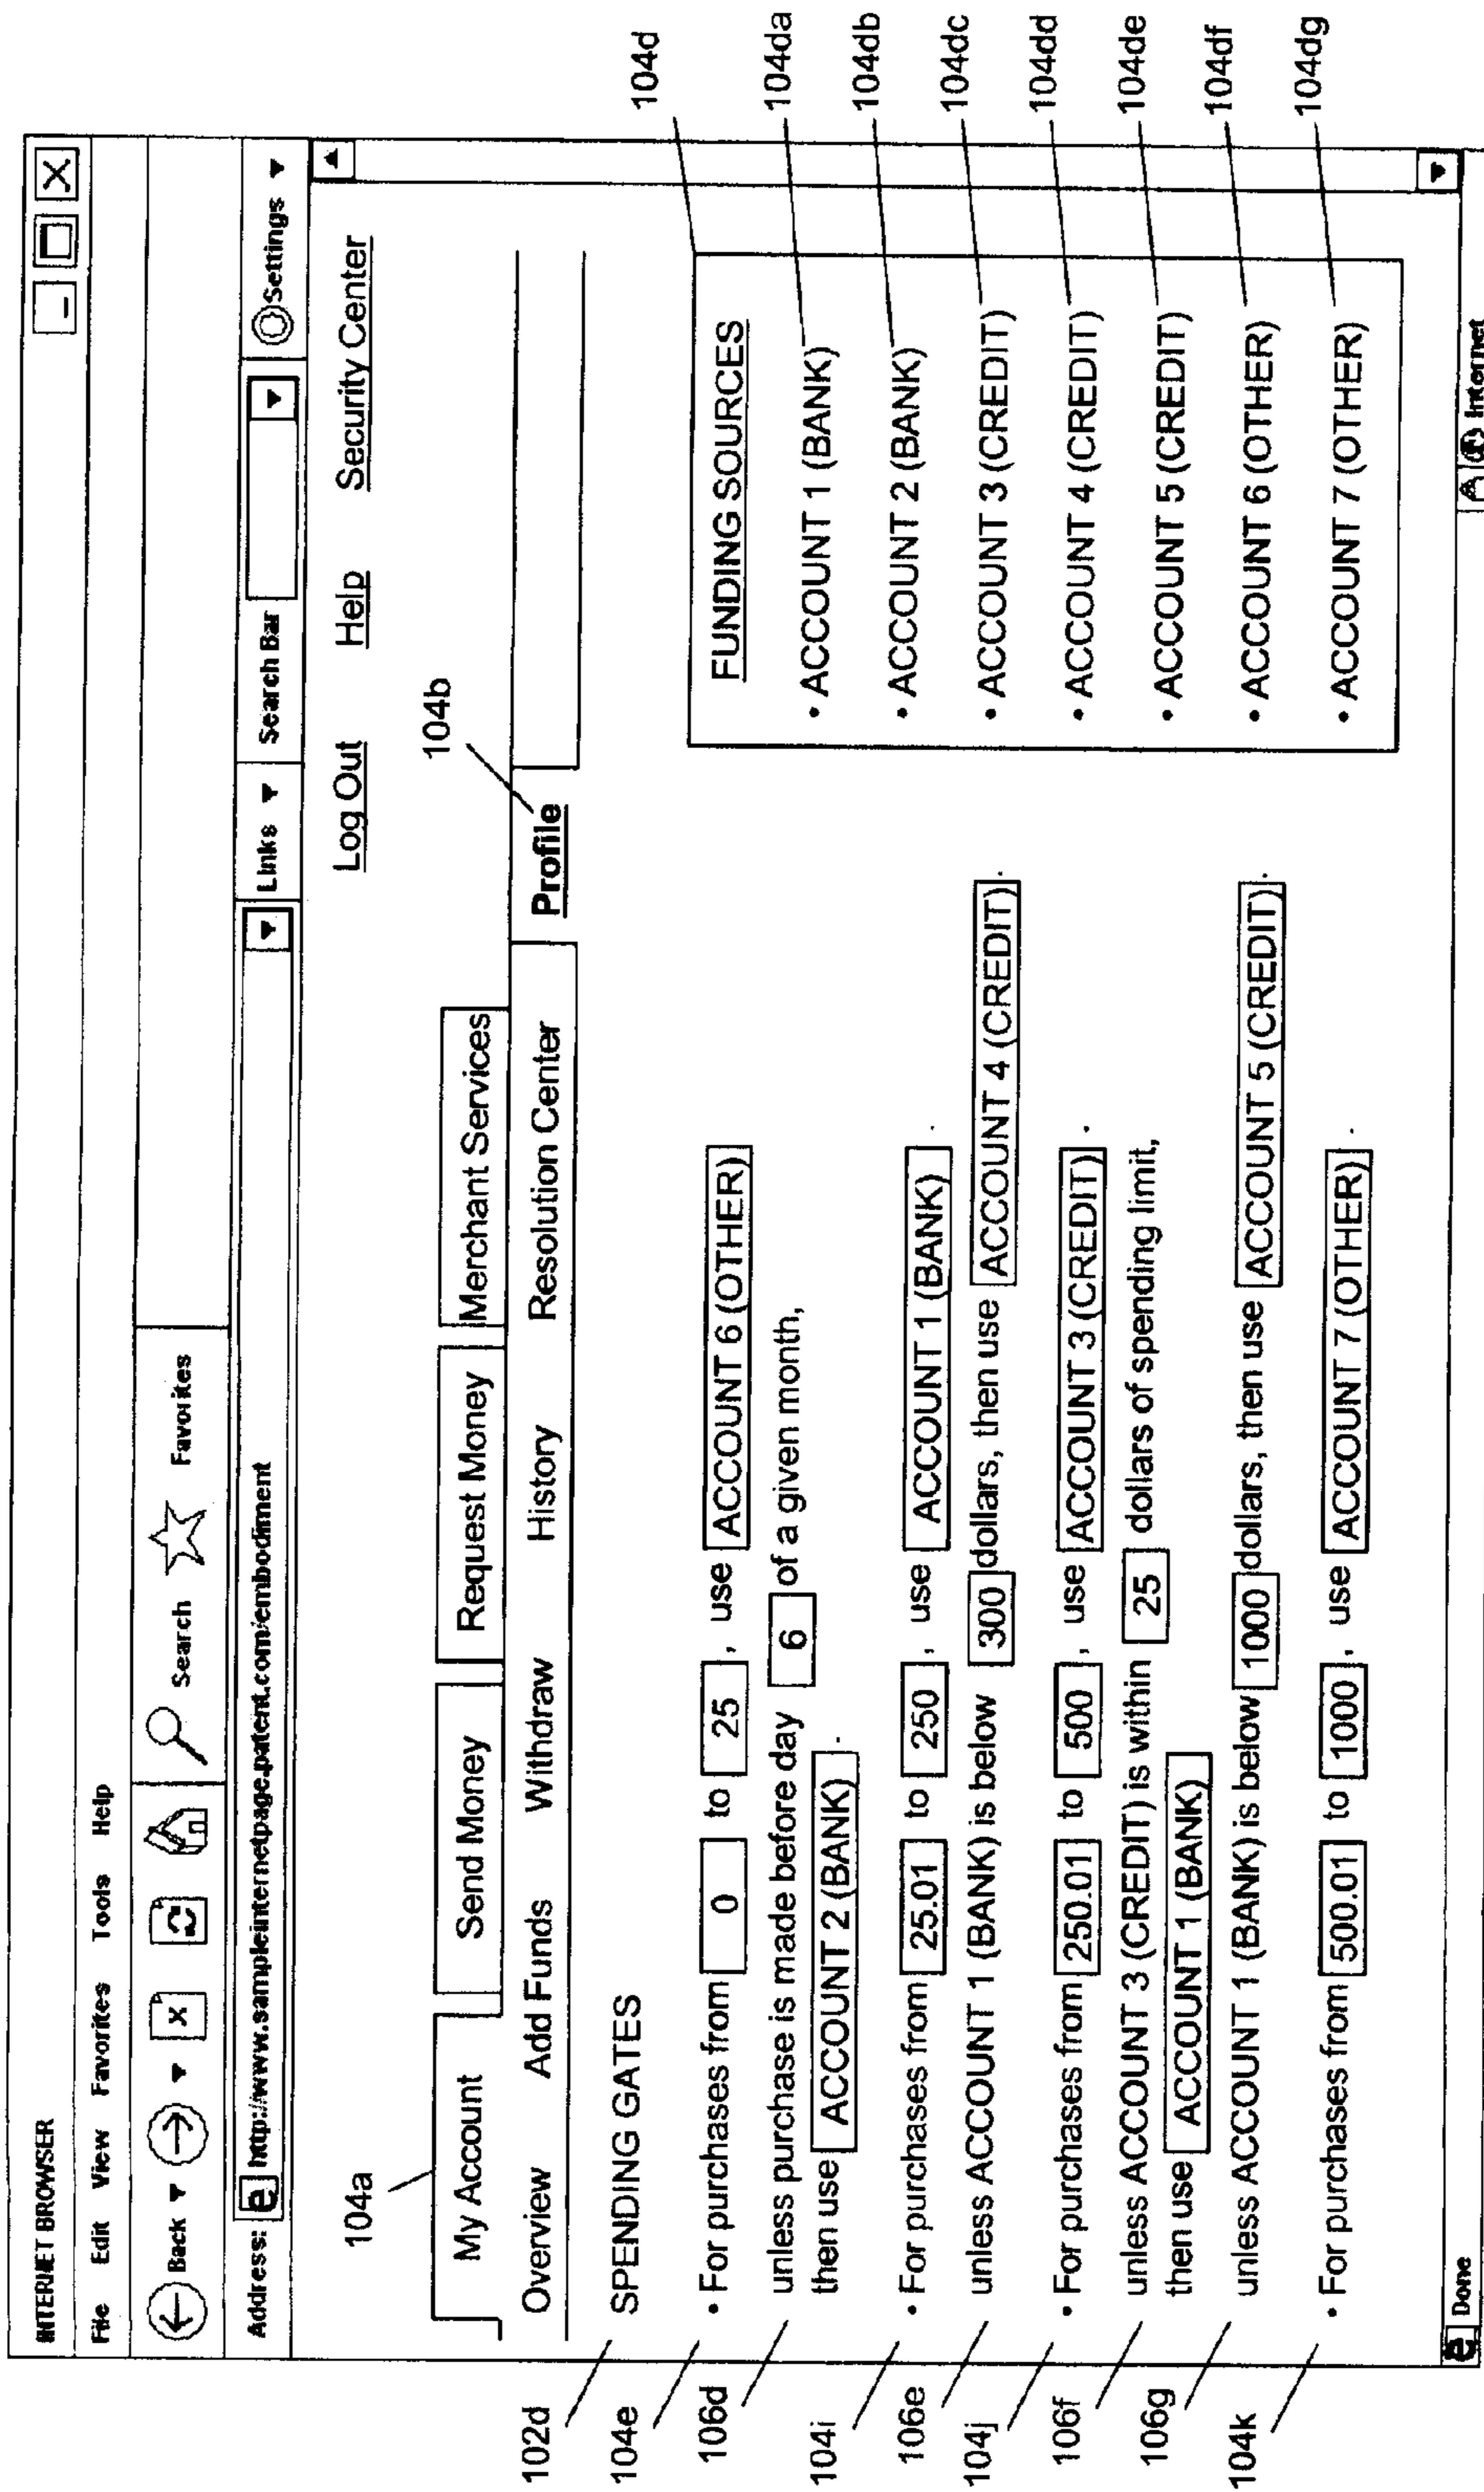 INTERNET BROWSER
File Edit View Favorites Tools Help
Back Search Favorites
Address: http://www.sampleinternetpage.patent.com/embodiment Links Search Bar Settings
Log Out Help Security Center
104a
104b
My Account Send Money Request Money Merchant Services
Overview Add Funds Withdraw History Resolution Center Profile
102d
SPENDING GATES
104e
• For purchases from 0 to 25 , use ACCOUNT 6 (OTHER)
106d
unless purchase is made before day 6 of a given month,
then use ACCOUNT 2 (BANK) .
104i
• For purchases from 25.01 to 250 , use ACCOUNT 1 (BANK)
106e
unless ACCOUNT 1 (BANK) is below 300 dollars, then use ACCOUNT 4 (CREDIT) .
104j
• For purchases from 250.01 to 500 , use ACCOUNT 3 (CREDIT) .
106f
unless ACCOUNT 3 (CREDIT) is within 25 dollars of spending limit,
then use ACCOUNT 1 (BANK)
106g
unless ACCOUNT 1 (BANK) is below 1000 dollars, then use ACCOUNT 5 (CREDIT) .
104k
• For purchases from 500.01 to 1000 , use ACCOUNT 7 (OTHER) .
104d
FUNDING SOURCES
• ACCOUNT 1 (BANK) 104da
• ACCOUNT 2 (BANK) 104db
• ACCOUNT 3 (CREDIT) 104dc
• ACCOUNT 4 (CREDIT) 104dd
• ACCOUNT 5 (CREDIT) 104de
• ACCOUNT 6 (OTHER) 104df
• ACCOUNT 7 (OTHER) 104dg
e Done Internet